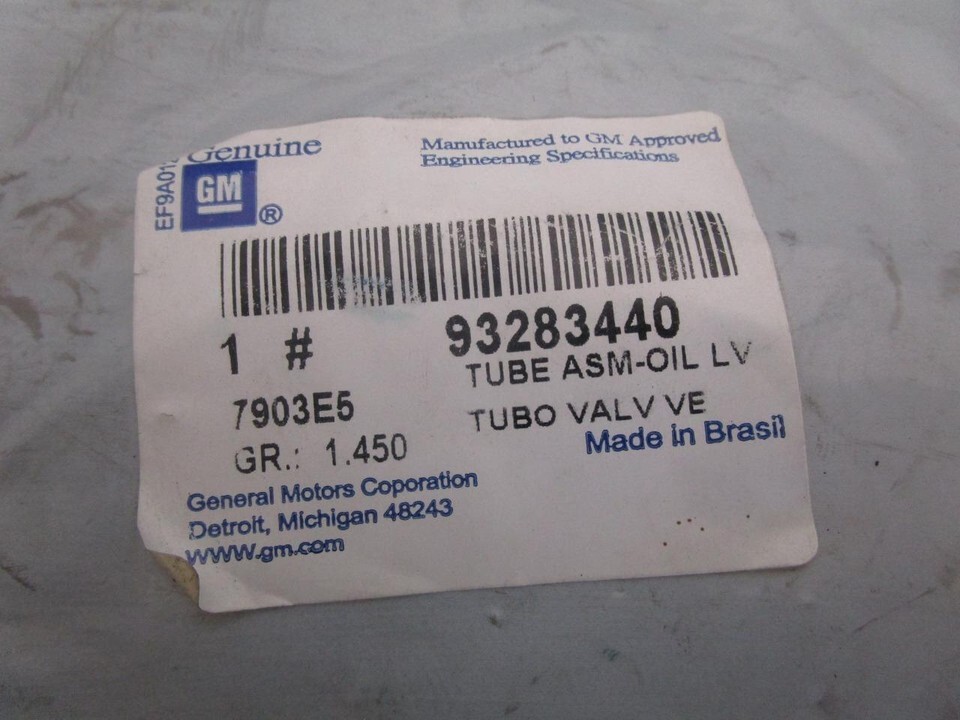 Genuine
Manufactured to GM Approved
Engineering Specifications
GM ®
1 #
93283440
TUBE ASM-OIL LV
7903E5
TUBO VALV VE
GR.: 1.450
Made in Brasil
General Motors Coporation
Detroit, Michigan 48243
WWW.gm.com